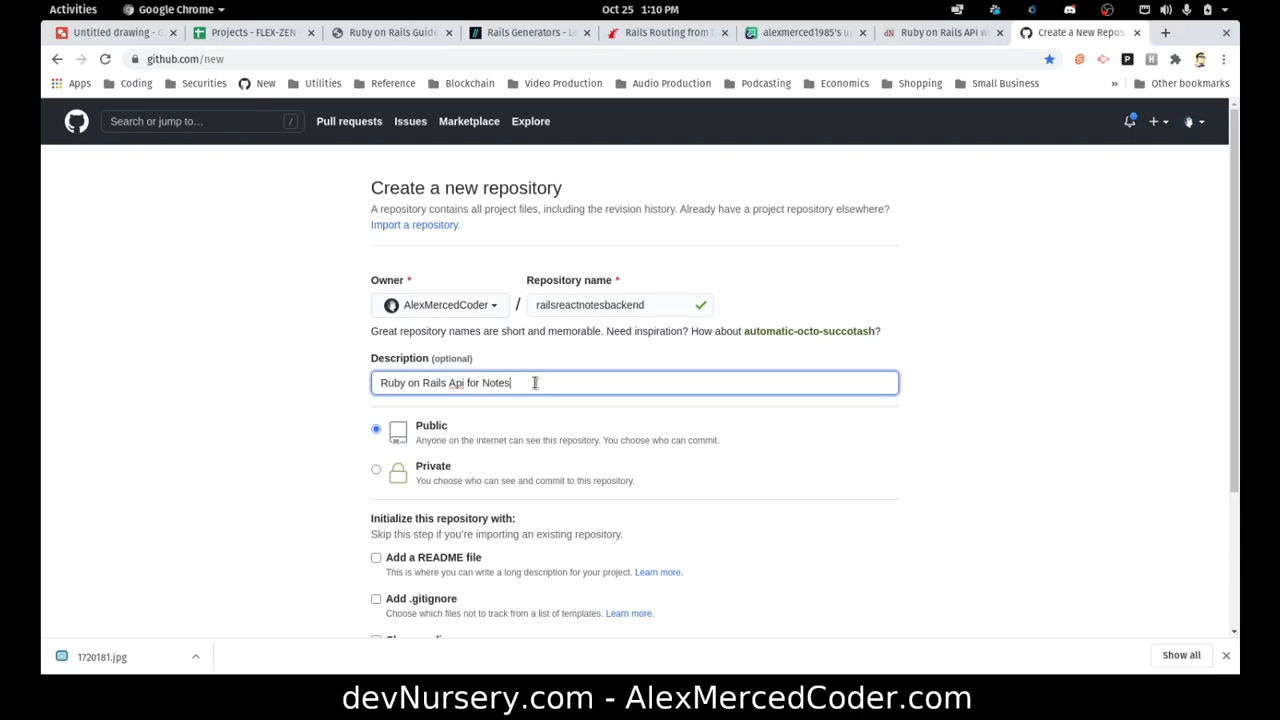 Activities Google Chrome Oct 25 1:10 PM
Untitled drawing - G Projects - FLEX-ZEN Ruby on Rails Guide Rails Generators - Le Rails Routing from alexmerced1985's Ruby on Rails API Create a New Repos
github.com/new
Apps Coding Securities New Utilities Reference Blockchain Video Production Audio Production Podcasting Economics Shopping Small Business » Other bookmarks
Search or jump to… / Pull requests Issues Marketplace Explore
Create a new repository
A repository contains all project files, including the revision history. Already have a project repository elsewhere?
Import a repository.
Owner * Repository name *
AlexMercedCoder / railsreactnotesbackend
Great repository names are short and memorable. Need inspiration? How about automatic-octo-succotash?
Description (optional)
Ruby on Rails Api for Notes
Public
Anyone on the internet can see this repository. You choose who can commit.
Private
You choose who can see and commit to this repository.
Initialize this repository with:
Skip this step if you're importing an existing repository.
Add a README file
This is where you can write a long description for your project. Learn more.
Add .gitignore
Choose which files not to track from a list of templates. Learn more.
1720181.jpg Show all
devNursery.com - AlexMercedCoder.com